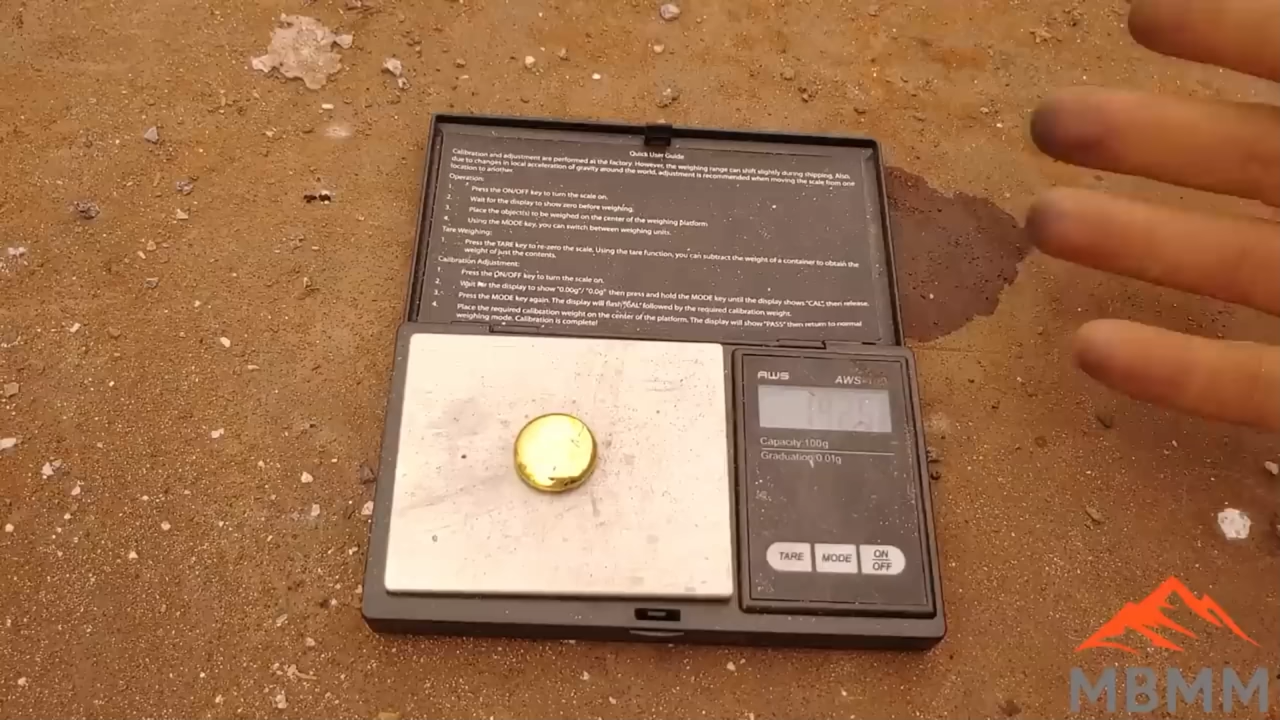 Quick User Guide
Calibration and adjustment are performed at the factory. However, the weighing range can shift slightly during shipping. Also,
due to changes in local acceleration of gravity around the world, adjustment is recommended when moving the scale from one
location to another.
Operation:
1. Press the ON/OFF key to turn the scale on.
2. Wait for the display to show zero before weighing.
3. Place the object(s) to be weighed on the center of the weighing platform
4. Using the MODE key, you can switch between weighing units.
Tare Weighing:
1. Press the TARE key to re-zero the scale. Using the tare function, you can subtract the weight of a container to obtain the
weight of just the contents.
Calibration Adjustment:
1. Press the ON/OFF key to turn the scale on.
2. Wait for the display to show "0.00g"/ "0.0g" then press and hold the MODE key until the display shows "CAL", then release.
3. Press the MODE key again. The display will flash "CAL" followed by the required calibration weight.
4. Place the required calibration weight on the center of the platform. The display will show "PASS" then return to normal
weighing mode. Calibration is complete!
AWS
Capacity:100g
Graduation:0.01g
TARE
MODE
ON
OFF
MBMM